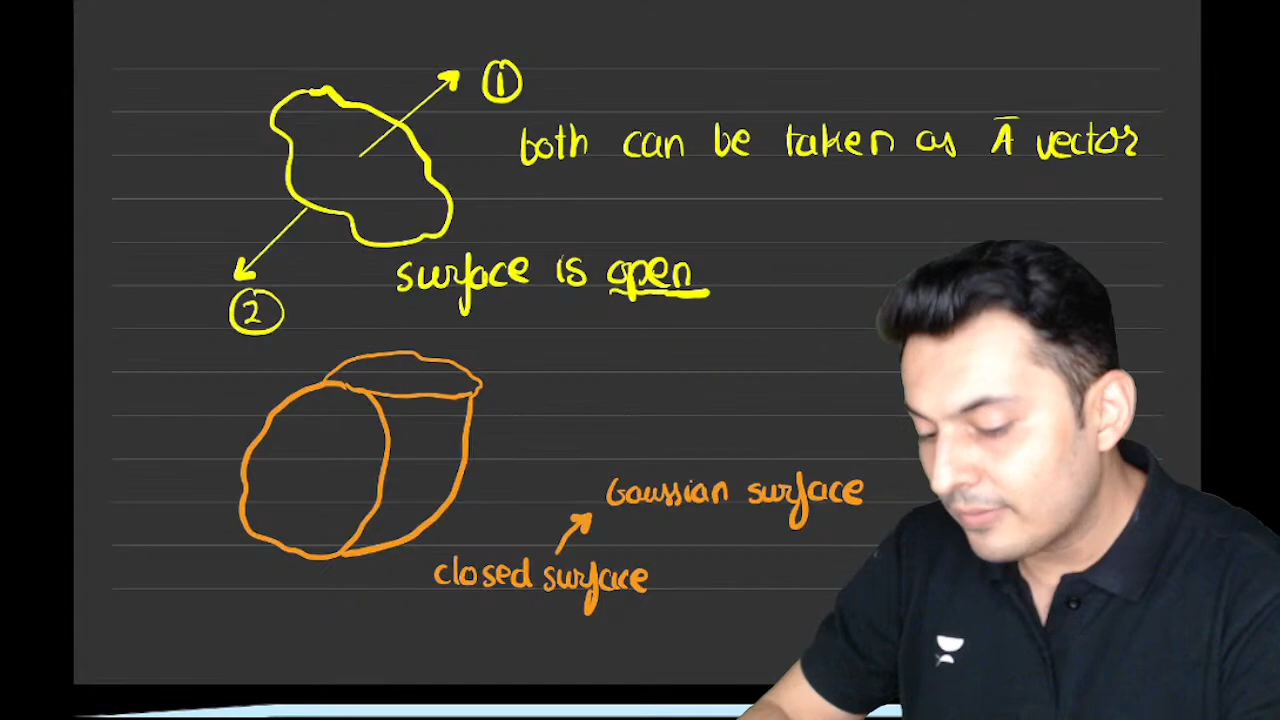 ①
both can be taken as Ā vector
surface is open
②
Gaussian surface
closed surface